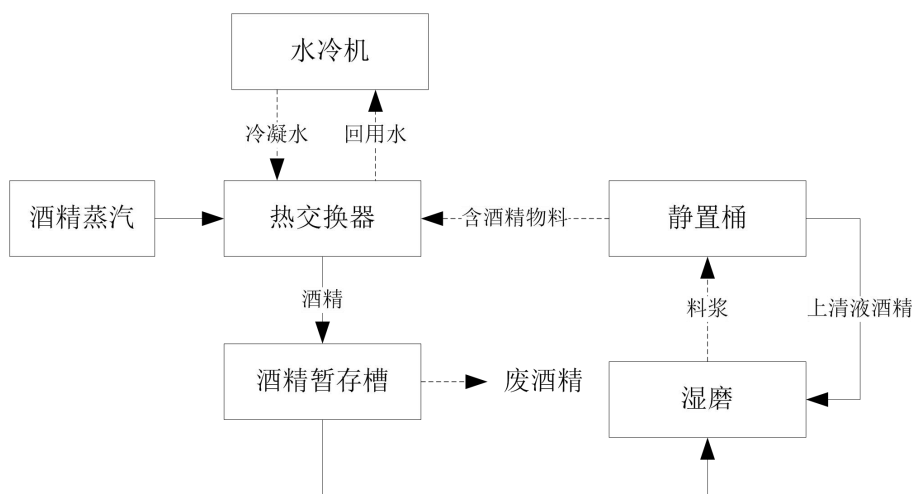 水冷机
冷凝水
回用水
酒精蒸汽
热交换器
含酒精物料
静置桶
酒精
料浆
上清液酒精
酒精暂存槽
废酒精
湿磨